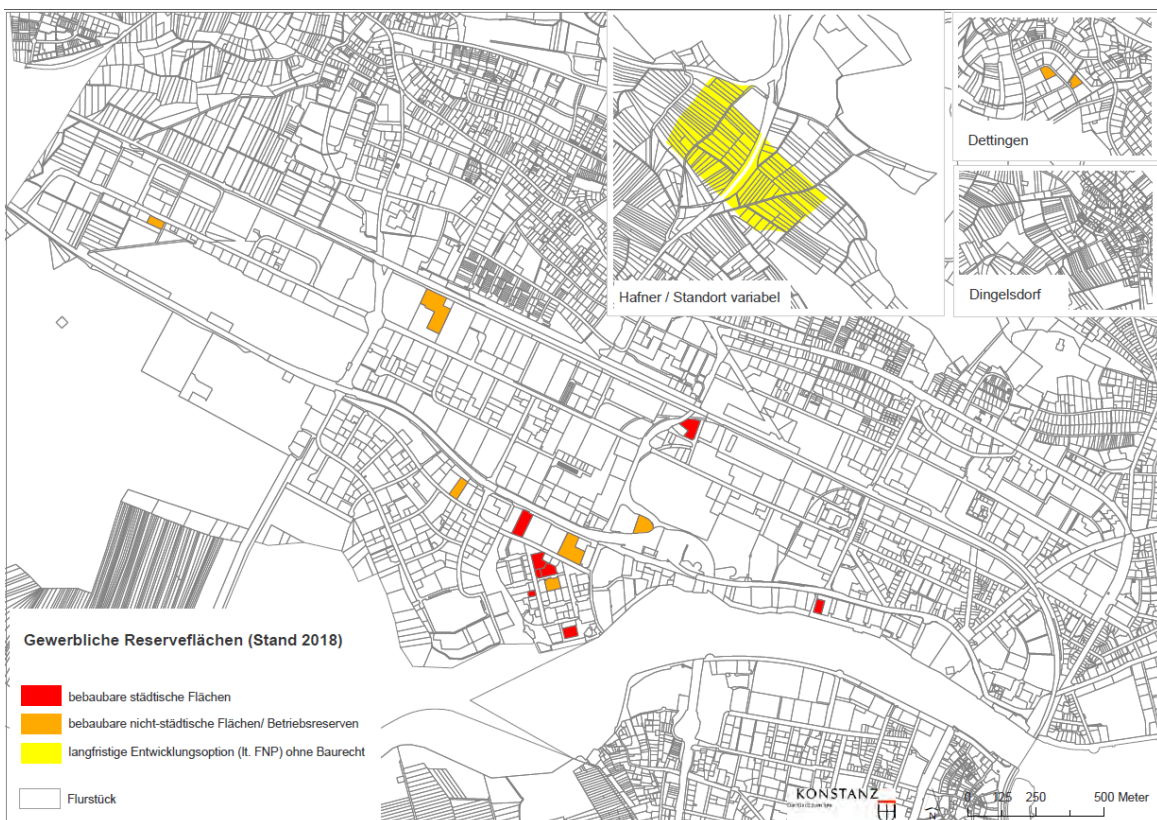 Dettingen
Dingelsdorf
Hafner / Standort variabel
Gewerbliche Reserveflächen (Stand 2018)
bebaubare städtische Flächen
bebaubare nicht-städtische Flächen/ Betriebsreserven
langfristige Entwicklungsoption (lt. FNP) ohne Baurecht
Flurstück
KONSTANZ
0 125 250 500 Meter
N